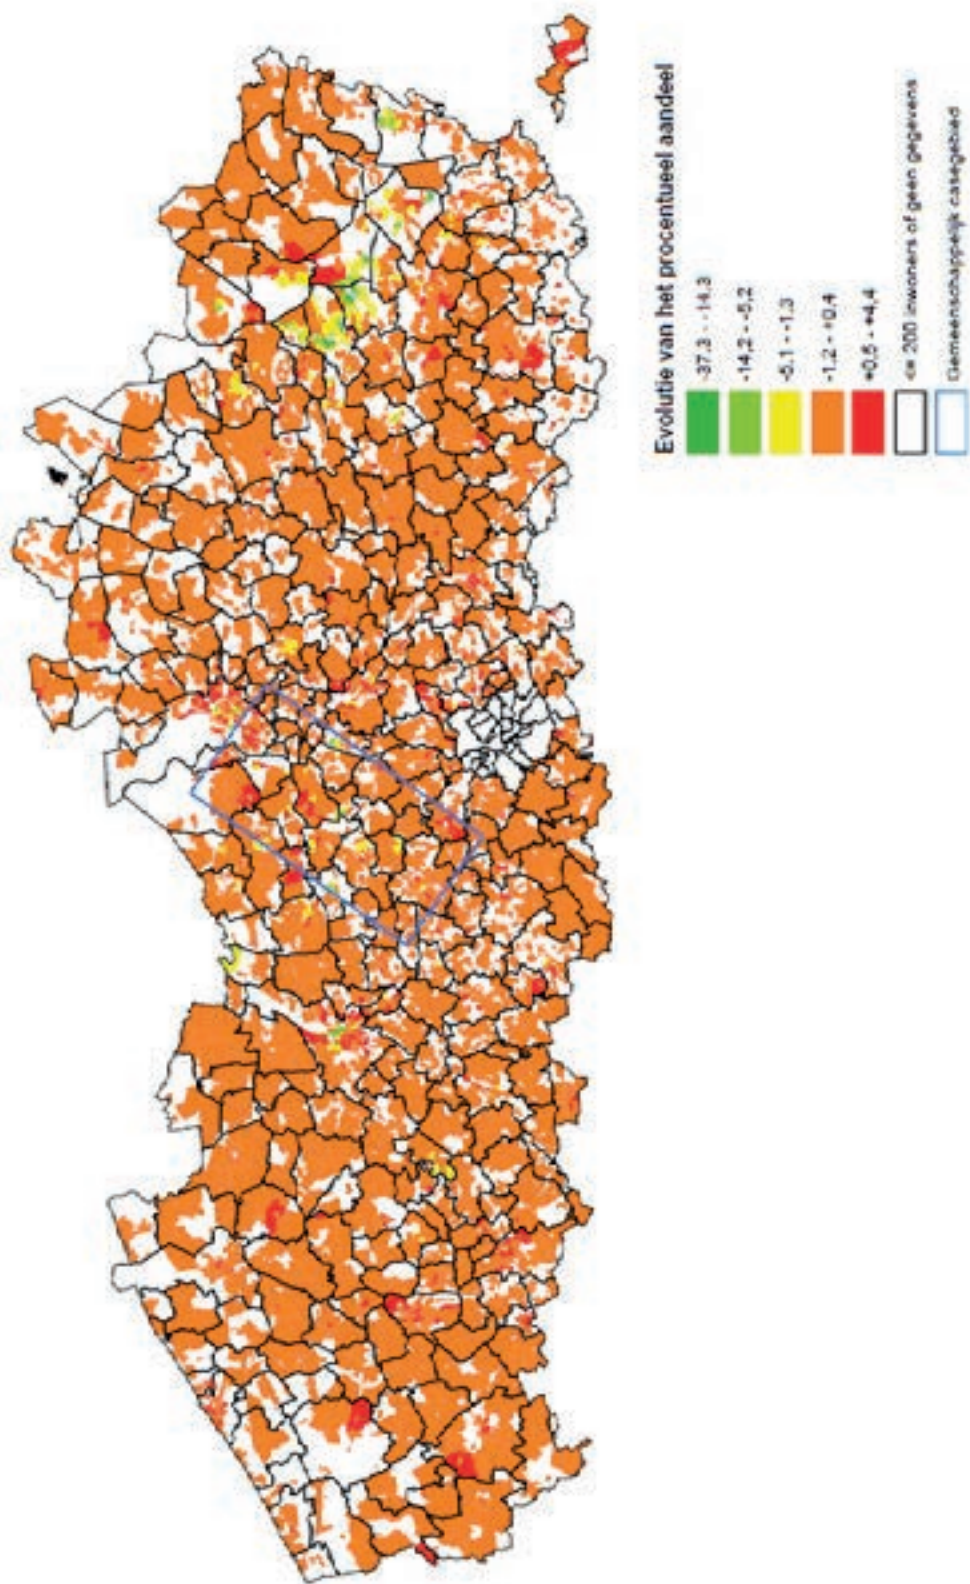 Evolutie van het procentueel aandeel
-37,3 - -14,3
-14,2 - -5,2
-5,1 - -1,3
-1,2 - +0,4
+0,5 - +4,4
<= 200 inwoners of geen gegevens
Gemeenschappelijk casegebied